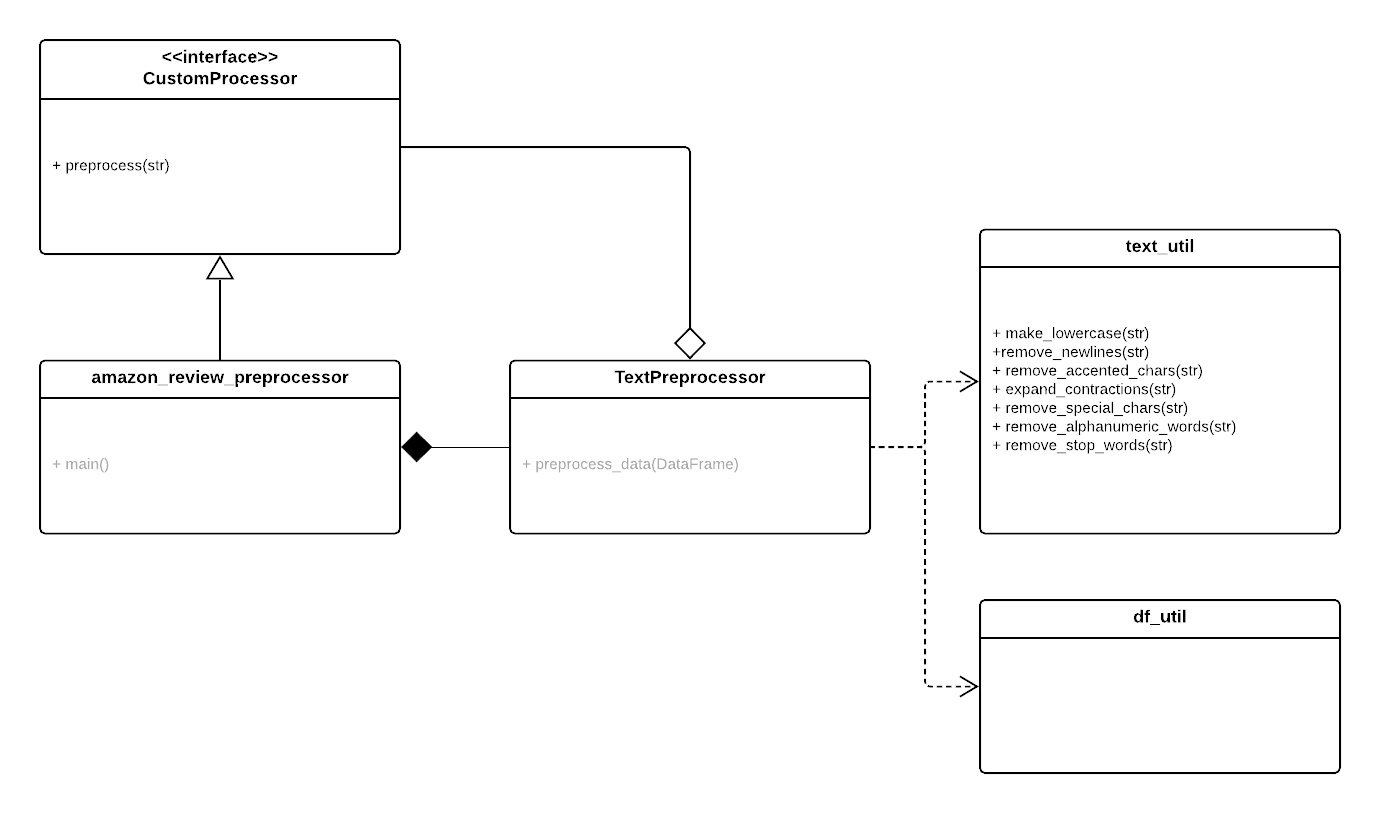 <<interface>>
CustomProcessor
+ preprocess(str)
amazon_review_preprocessor
+ main()
TextPreprocessor
+ preprocess_data(DataFrame)
text_util
+ make_lowercase(str)
+remove_newlines(str)
+ remove_accented_chars(str)
+ expand_contractions(str)
+ remove_special_chars(str)
+ remove_alphanumeric_words(str)
+ remove_stop_words(str)
df_util